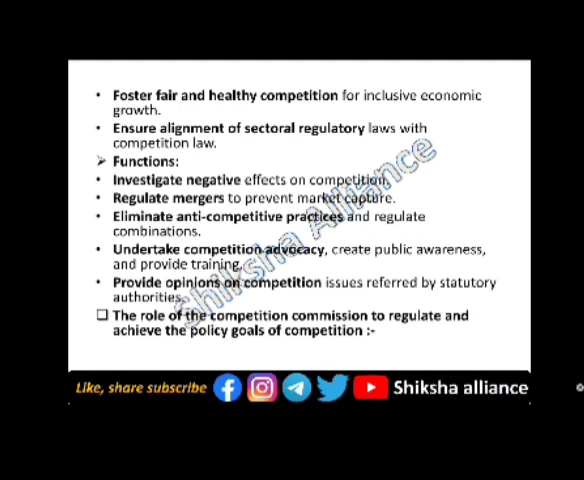 • Foster fair and healthy competition for inclusive economic
growth.
• Ensure alignment of sectoral regulatory laws with
competition law.
➢ Functions:
• Investigate negative effects on competition.
• Regulate mergers to prevent market capture.
• Eliminate anti-competitive practices and regulate
combinations.
• Undertake competition advocacy, create public awareness,
and provide training.
• Provide opinions on competition issues referred by statutory
authorities.
❑ The role of the competition commission to regulate and
achieve the policy goals of competition :-
Shiksha Alliance
Like, share subscribe Shiksha alliance